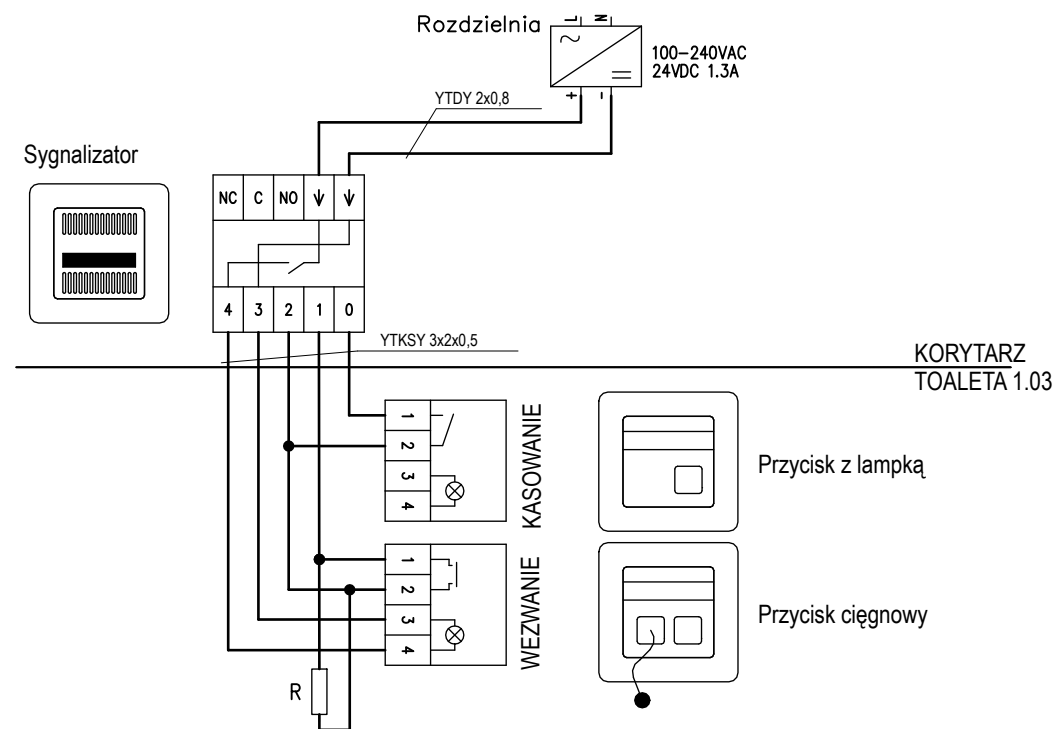 Rozdzielnia
L N
100-240VAC
24VDC 1.3A
+ -
YTDY 2x0,8
Sygnalizator
NC C NO
4 3 2 1 0
YTKSY 3x2x0,5
KORYTARZ
TOALETA 1.03
1
2
3
4
KASOWANIE
Przycisk z lampką
1
2
3
4
WEZWANIE
Przycisk cięgnowy
R